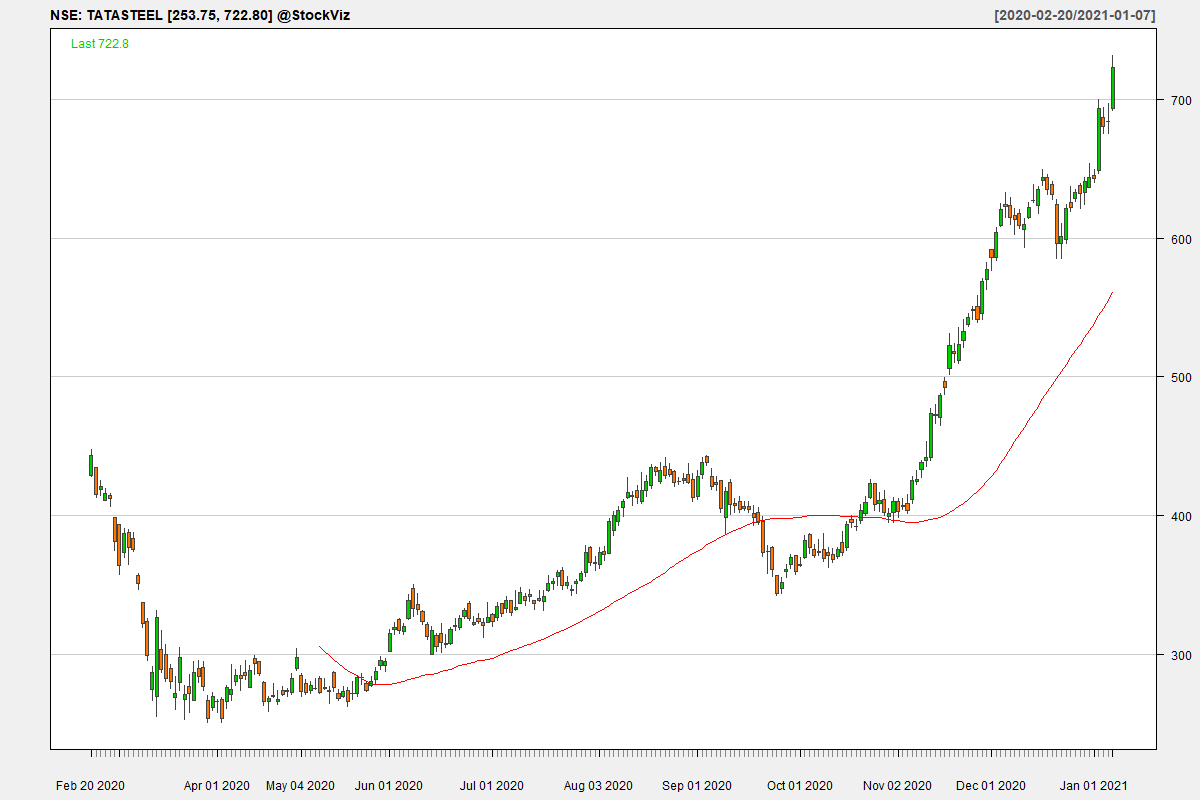 NSE: TATASTEEL [253.75, 722.80] @StockViz
[2020-02-20/2021-01-07]
Last 722.8
700
600
500
400
300
Feb 20 2020 Apr 01 2020 May 04 2020 Jun 01 2020 Jul 01 2020 Aug 03 2020 Sep 01 2020 Oct 01 2020 Nov 02 2020 Dec 01 2020 Jan 01 2021